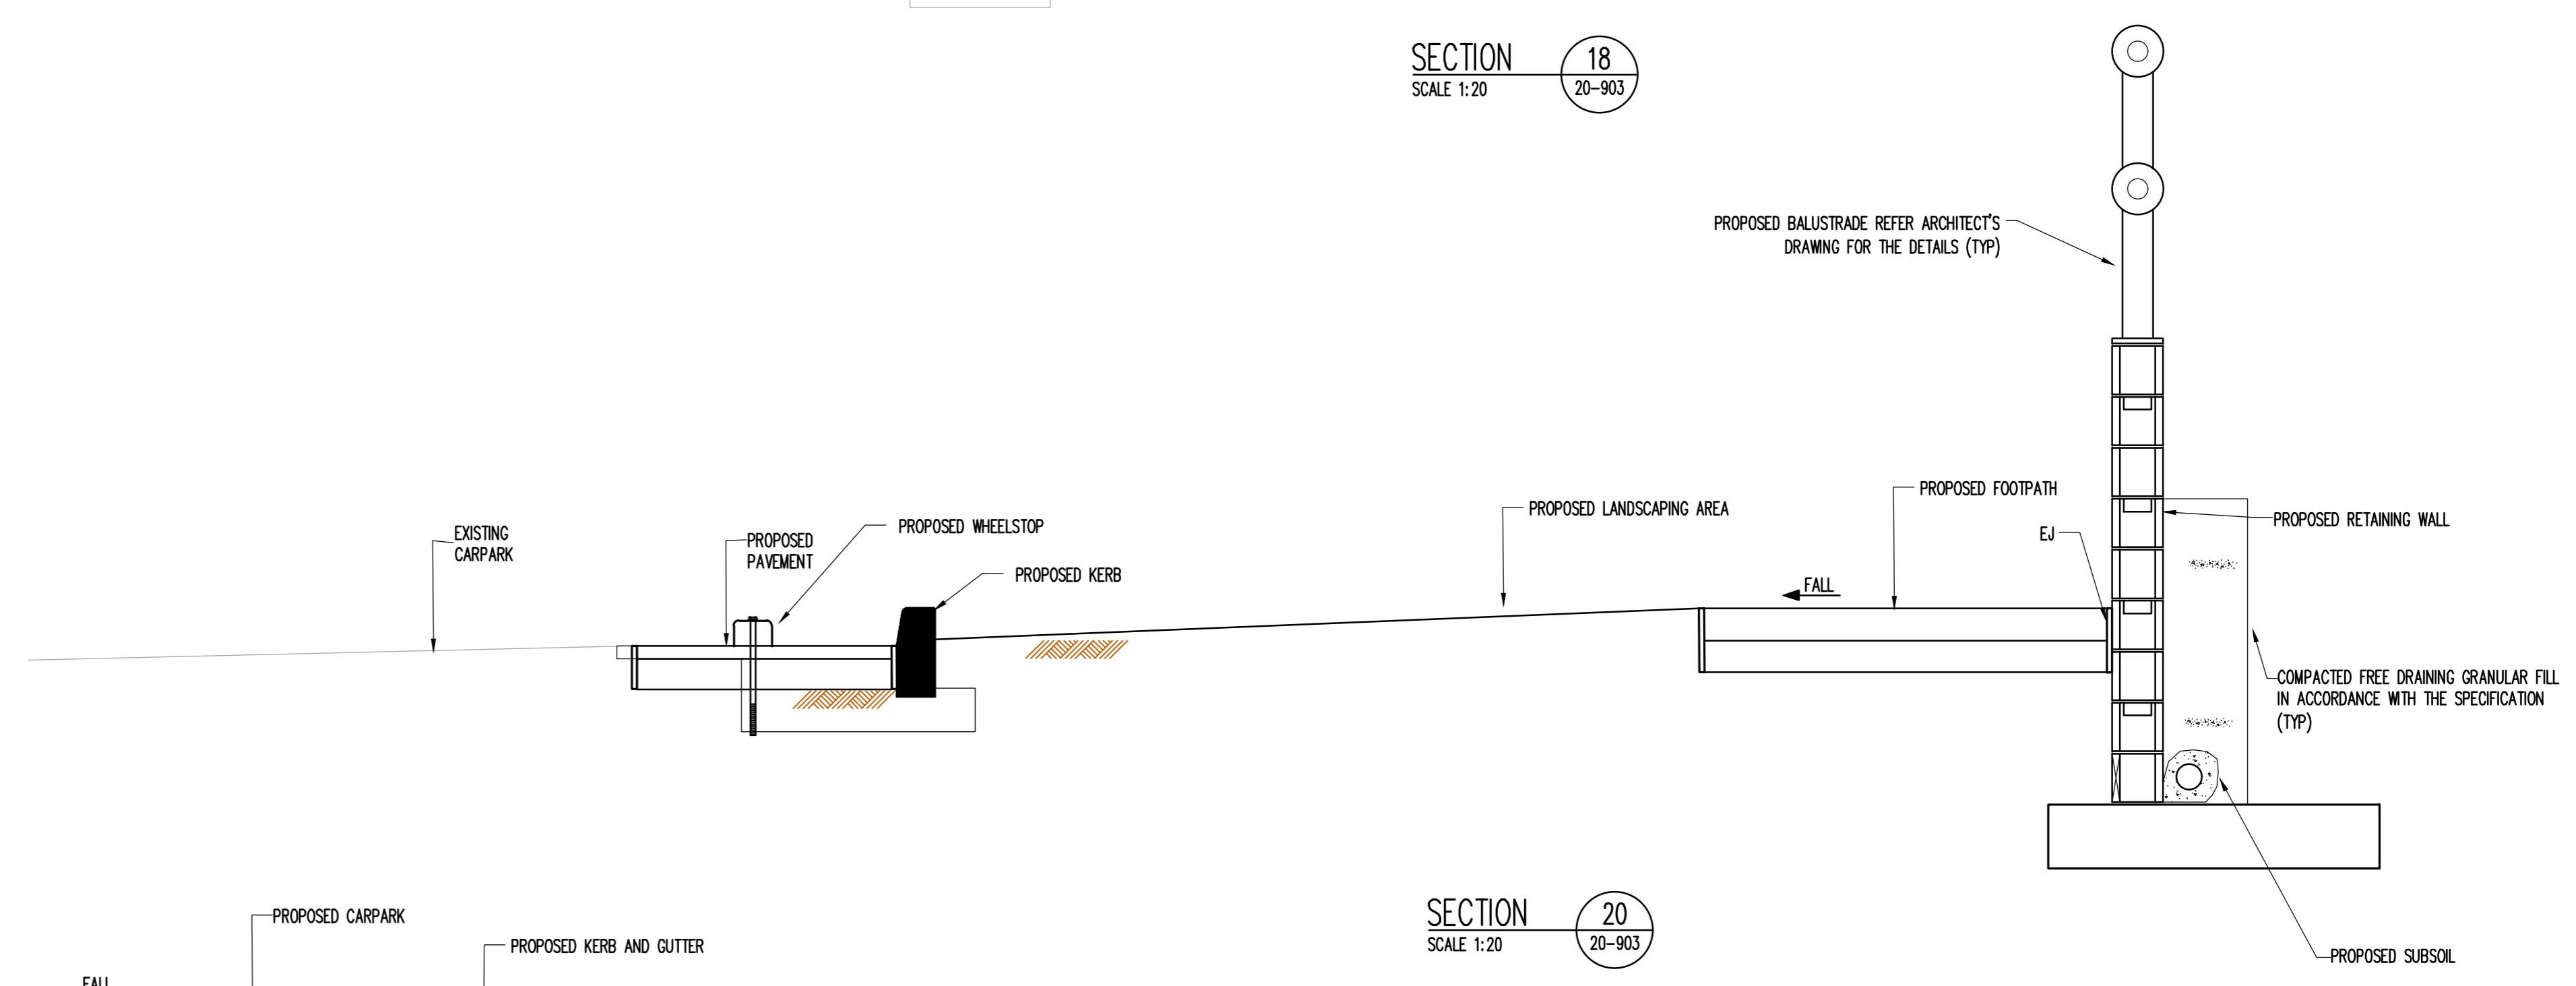 SECTION
18
SCALE 1:20
20-903
PROPOSED BALUSTRADE REFER ARCHITECT'S
DRAWING FOR THE DETAILS (TYP)
EXISTING
CARPARK
PROPOSED
PAVEMENT
PROPOSED WHEELSTOP
PROPOSED KERB
PROPOSED LANDSCAPING AREA
PROPOSED FOOTPATH
FALL
EJ
PROPOSED RETAINING WALL
COMPACTED FREE DRAINING GRANULAR FILL
IN ACCORDANCE WITH THE SPECIFICATION
(TYP)
SECTION
20
SCALE 1:20
20-903
PROPOSED CARPARK
PROPOSED KERB AND GUTTER
PROPOSED SUBSOIL
FALL